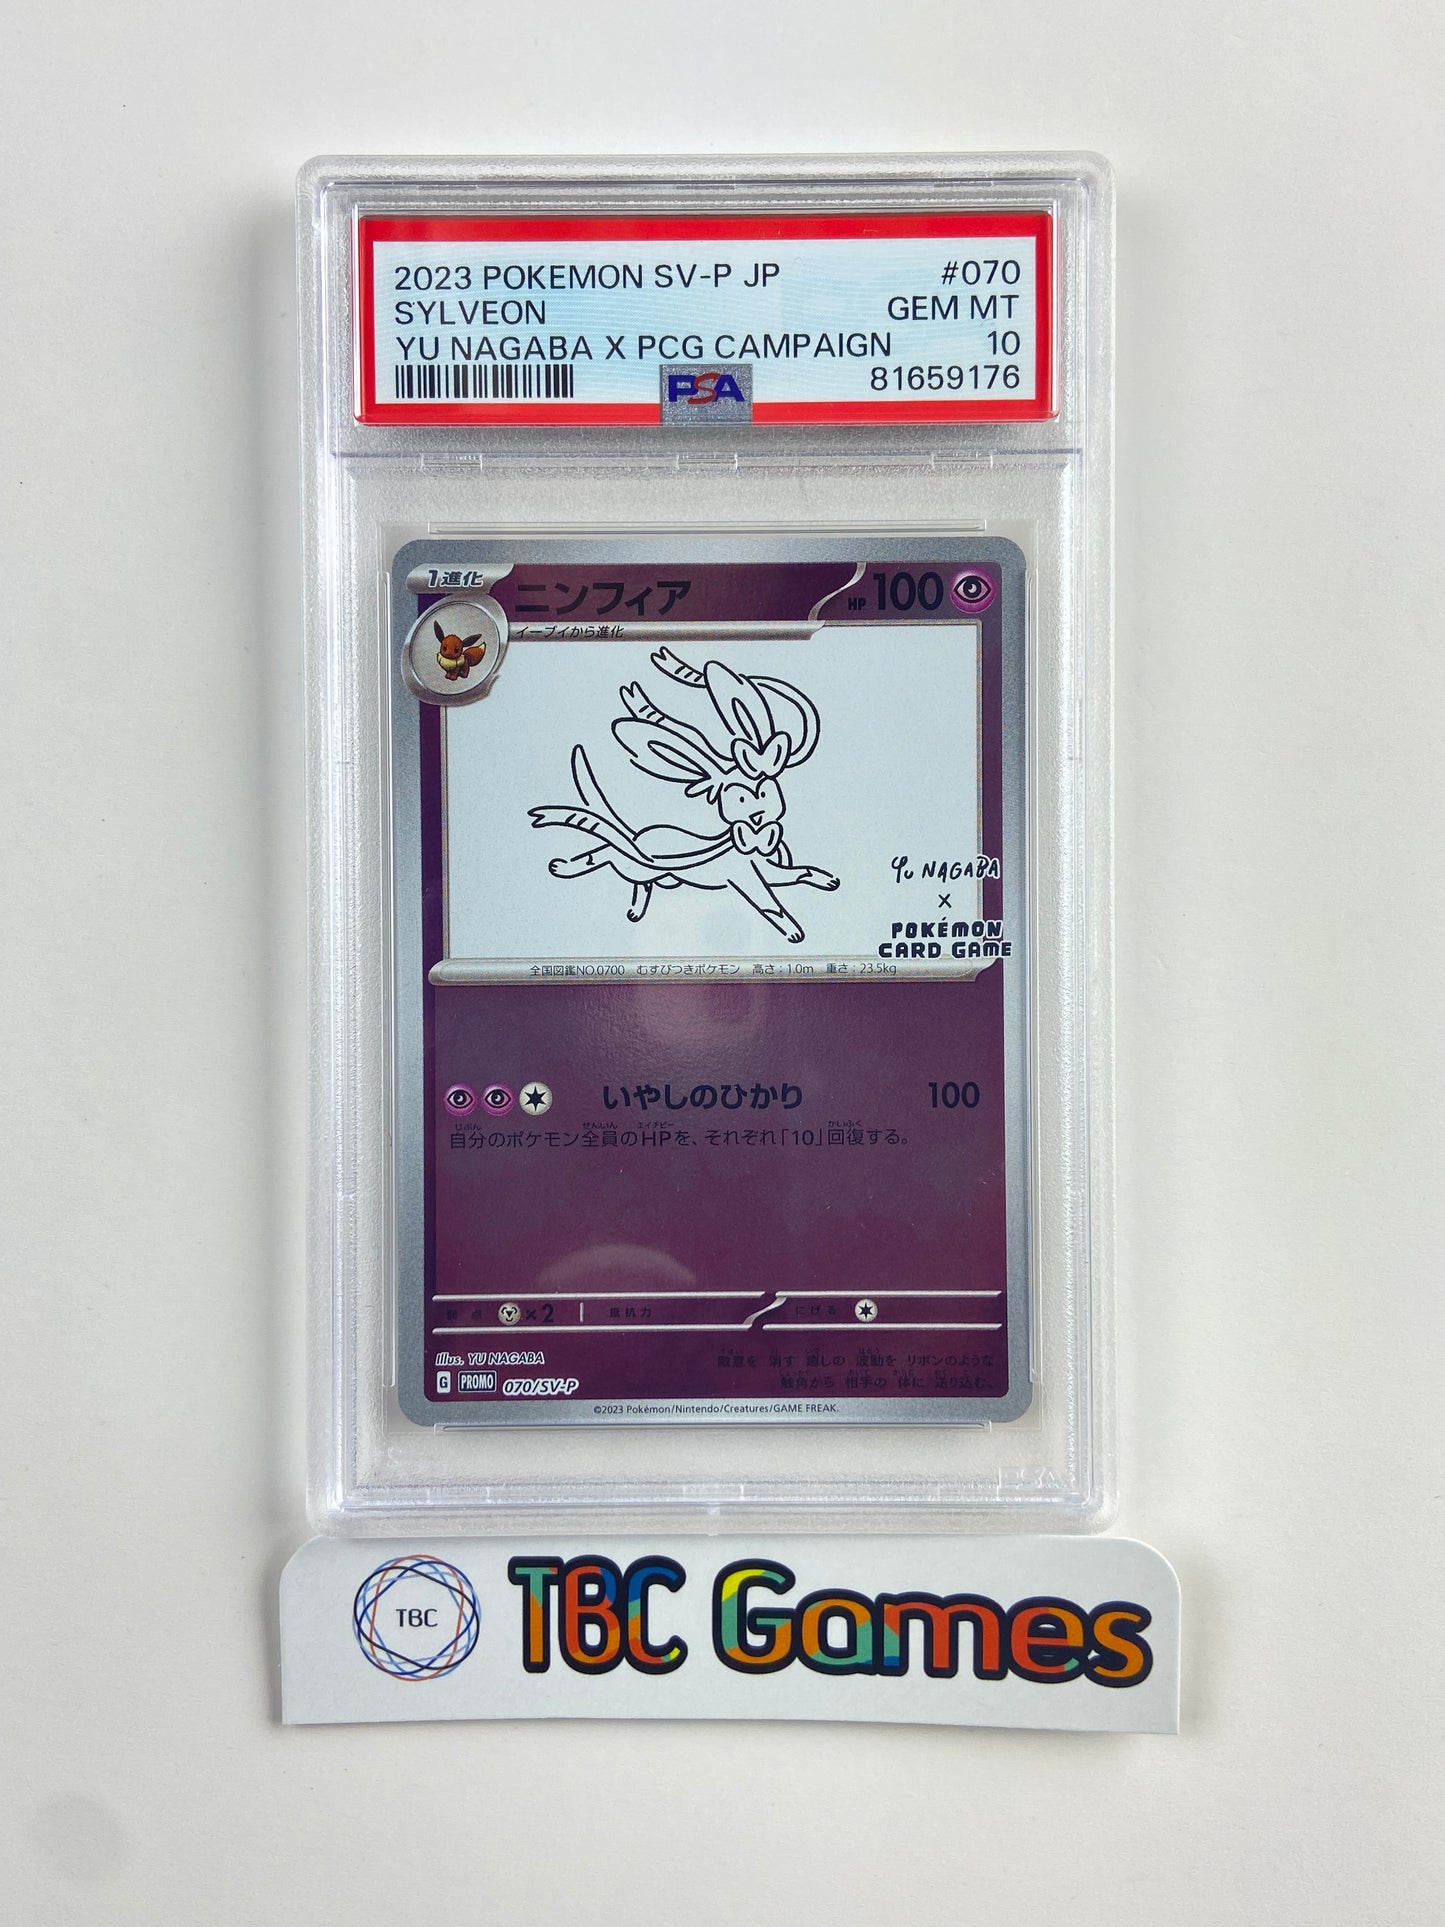 2023 POKEMON SV-P JP #070
SYLVEON GEM MT
YU NAGABA X PCG CAMPAIGN 10
PSA 81659176
1進化 ニンフィア HP 100
イーブイから進化
YU NAGABA
×
POKÉMON
CARD GAME
全国図鑑NO.0700 むすびつきポケモン 高さ:1.0m 重さ:23.5kg
いやしのひかり 100
自分のポケモン全員のHPを、それぞれ「10」回復する。
弱点 ×2 抵抗力 にげる
Illus. YU NAGABA
敵意を 消す 癒しの 波動を リボンのような
触角から 相手の 体に 送り込む。
G PROMO 070/SV-P
©2023 Pokémon/Nintendo/Creatures/GAME FREAK.
TBC TBC Games